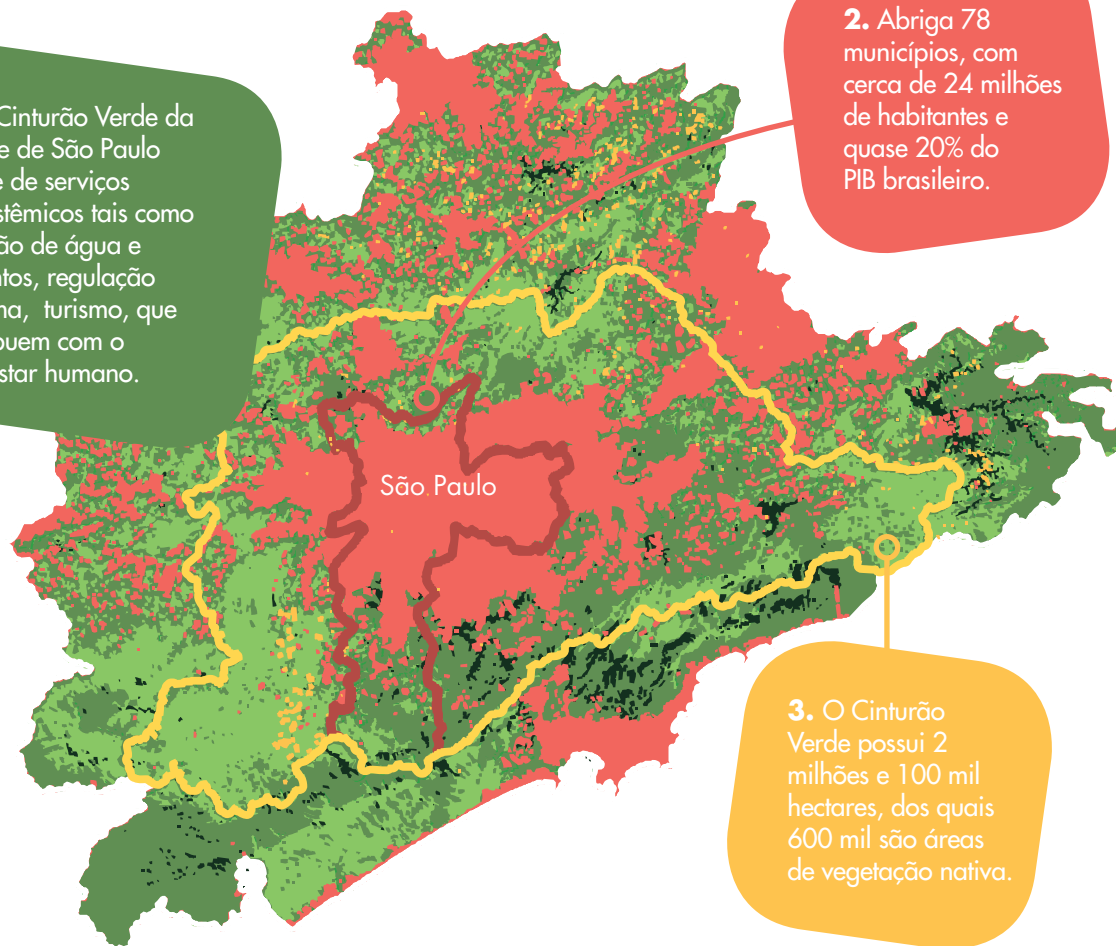 Cinturão Verde da
e de São Paulo
e de serviços
stêmicos tais como
ão de água e
ntos, regulação
na, turismo, que
buem com o
star humano.
2. Abriga 78
municípios, com
cerca de 24 milhões
de habitantes e
quase 20% do
PIB brasileiro.
São Paulo
3. O Cinturão
Verde possui 2
milhões e 100 mil
hectares, dos quais
600 mil são áreas
de vegetação nativa.